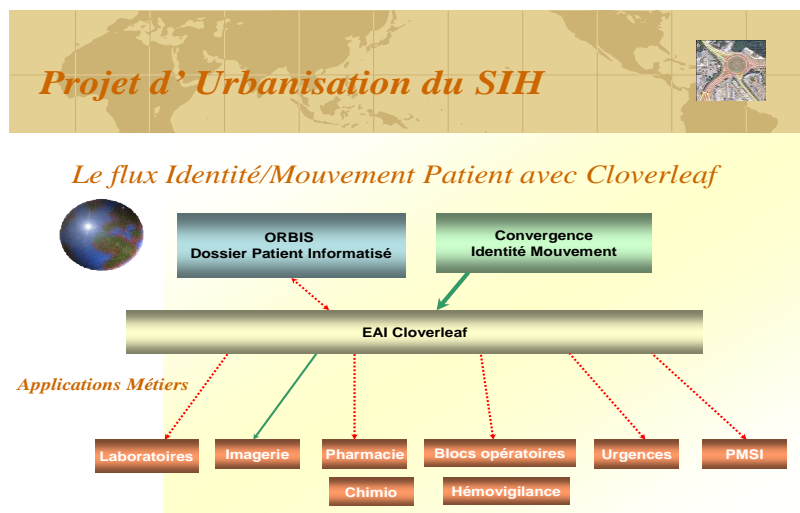 Projet d' Urbanisation du SIH
Le flux Identité/Mouvement Patient avec Cloverleaf
ORBIS
Dossier Patient Informatisé
Convergence
Identité Mouvement
EAI Cloverleaf
Applications Métiers
Laboratoires
Imagerie
Pharmacie
Blocs opératoires
Urgences
PMSI
Chimio
Hémovigilance